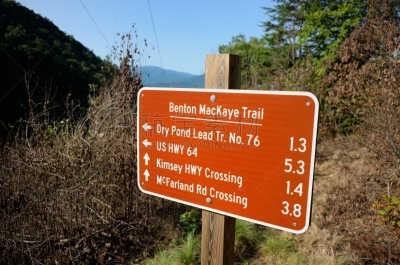 Benton MacKaye Trail
← Dry Pond Lead Tr. No. 76 1.3
← US HWY 64 5.3
↑ Kimsey HWY Crossing 1.4
↑ McFarland Rd Crossing 3.8